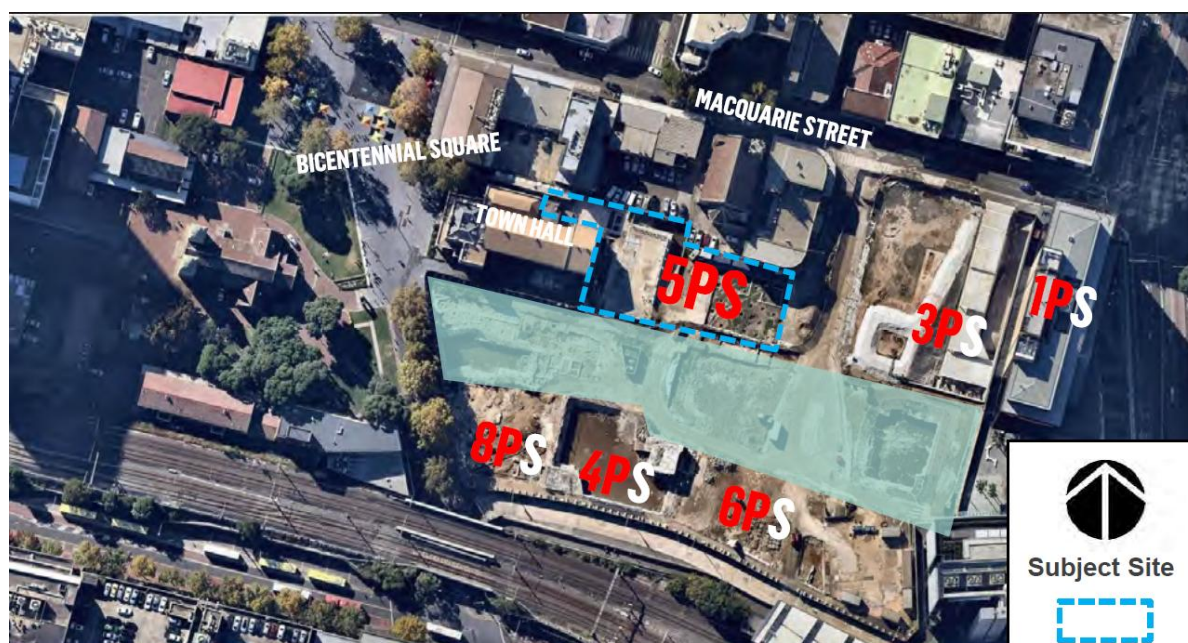 MACQUARIE STREET
BICENTENNIAL SQUARE
TOWN HALL
5PS
3PS
1PS
8PS
4PS
6PS
Subject Site